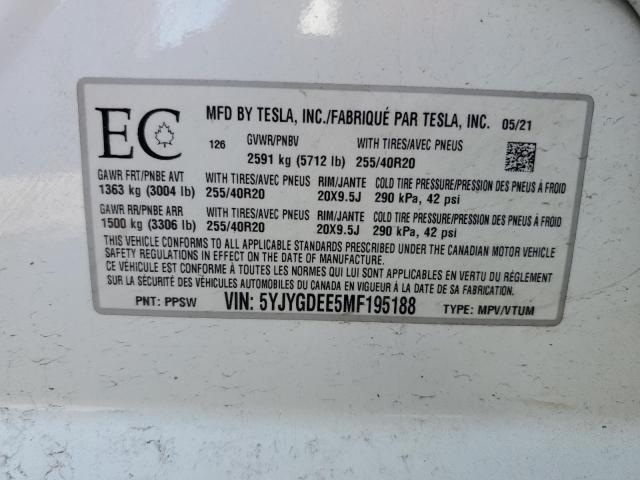 EC
MFD BY TESLA, INC./FABRIQUÉ PAR TESLA, INC. 05/21
126 GVWR/PNBV WITH TIRES/AVEC PNEUS
2591 kg (5712 lb) 255/40R20
GAWR FRT/PNBE AVT WITH TIRES/AVEC PNEUS RIM/JANTE COLD TIRE PRESSURE/PRESSION DES PNEUS À FROID
1363 kg (3004 lb) 255/40R20 20X9.5J 290 kPa, 42 psi
GAWR RR/PNBE ARR WITH TIRES/AVEC PNEUS RIM/JANTE COLD TIRE PRESSURE/PRESSION DES PNEUS À FROID
1500 kg (3306 lb) 255/40R20 20X9.5J 290 kPa, 42 psi
THIS VEHICLE CONFORMS TO ALL APPLICABLE STANDARDS PRESCRIBED UNDER THE CANADIAN MOTOR VEHICLE
SAFETY REGULATIONS IN EFFECT ON THE DATE OF MANUFACTURE
CE VÉHICULE EST CONFORME À TOUTES LES NORMES QUI LUI SONT APPLICABLES EN VERTU DU RÉGLEMENT
SUR LA SÉCURITÉ DES VÉHICULES AUTOMOBILES DU CANADA EN VIGUEUR À LA DATE DE SA FABRICATION
PNT: PPSW VIN: 5YJYGDEE5MF195188 TYPE: MPV/VTUM